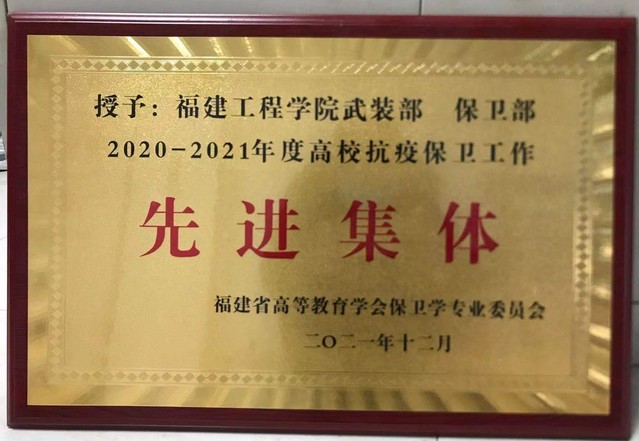 授予：福建工程学院武装部 保卫部
2020-2021年度高校抗疫保卫工作
先进集体
福建省高等教育学会保卫学专业委员会
二〇二一年十二月